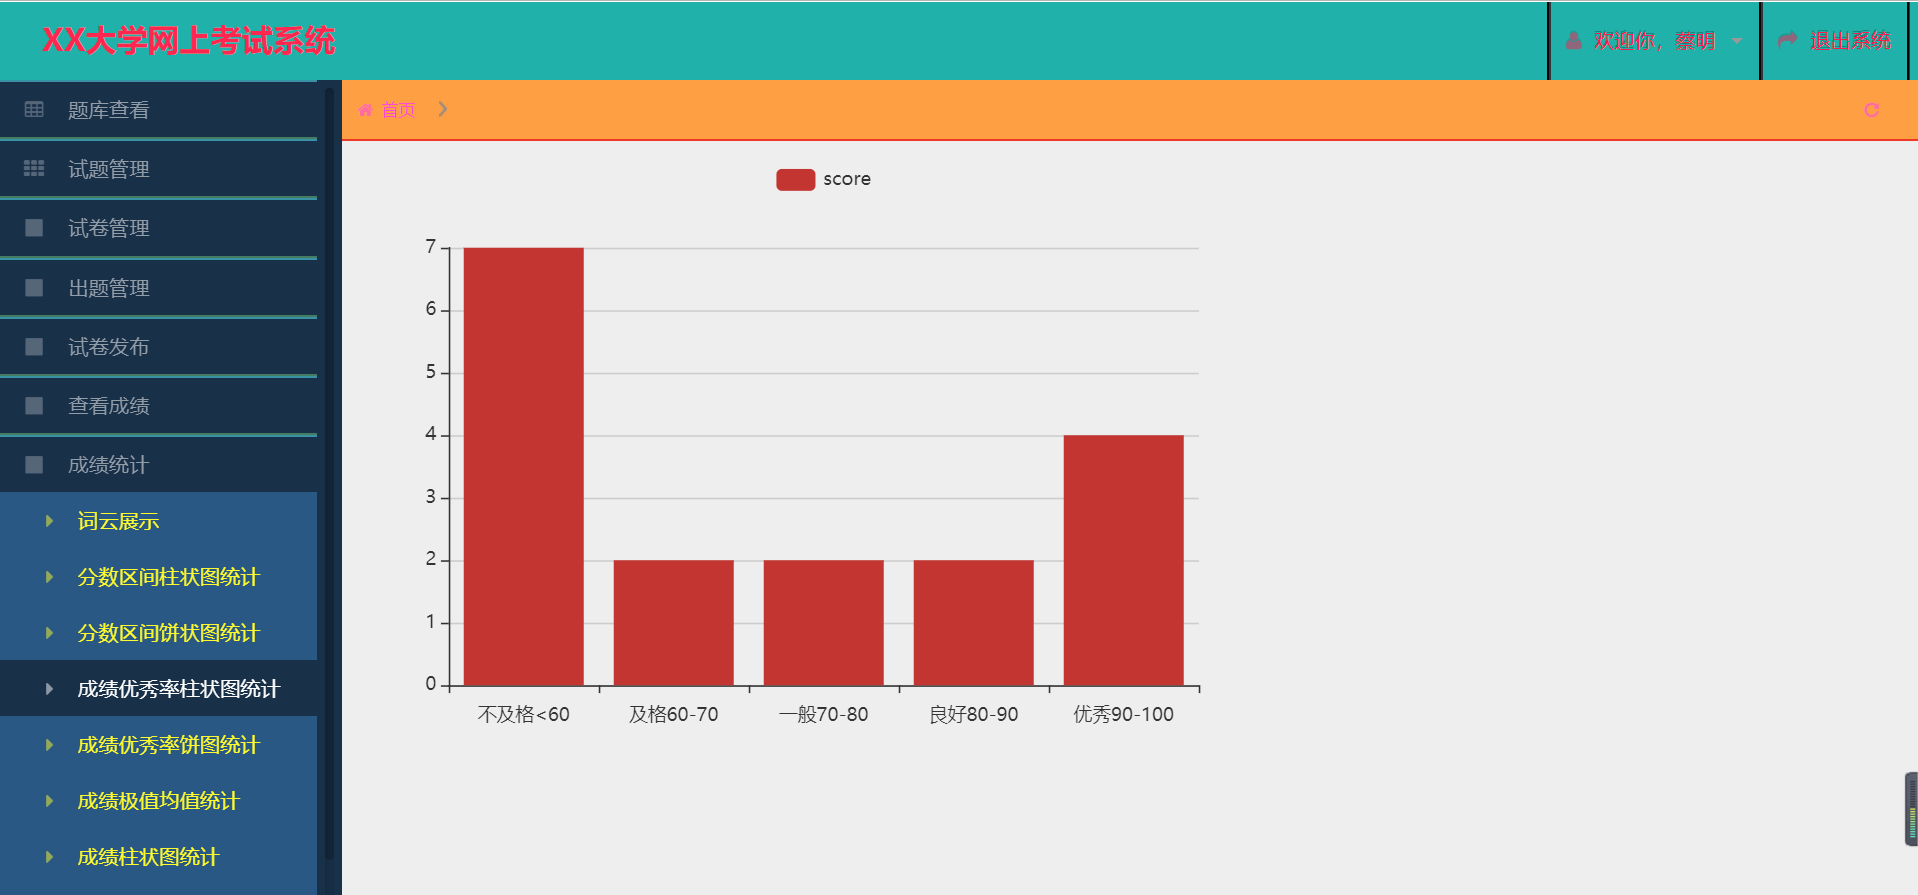 XX大学网上考试系统
欢迎你，蔡明
退出系统
题库查看
试题管理
试卷管理
出题管理
试卷发布
查看成绩
成绩统计
词云展示
分数区间柱状图统计
分数区间饼状图统计
成绩优秀率柱状图统计
成绩优秀率饼图统计
成绩极值均值统计
成绩柱状图统计
首页
score
7
6
5
4
3
2
1
0
不及格<60 及格60-70 一般70-80 良好80-90 优秀90-100